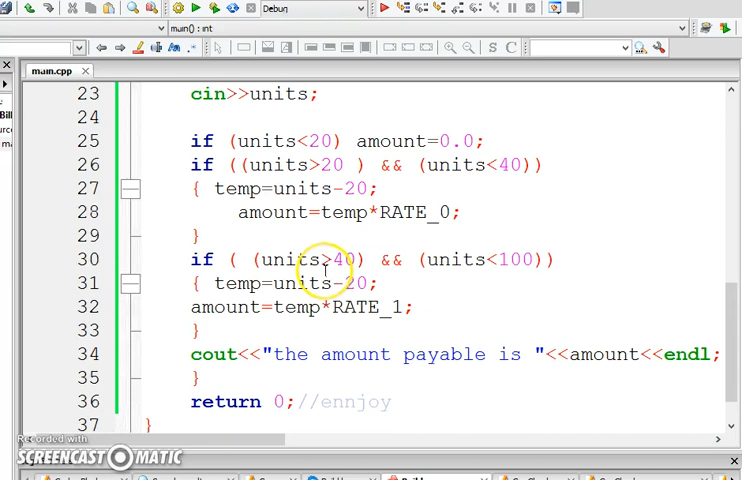 Debug
main() : int
S C
main.cpp
23 cin>>units;
24
25 if (units<20) amount=0.0;
26 if ((units>20 ) && (units<40))
27 { temp=units-20;
28 amount=temp*RATE_0;
29 }
30 if ( (units>40) && (units<100))
31 { temp=units-20;
32 amount=temp*RATE_1;
33 }
34 cout<<"the amount payable is "<<amount<<endl;
35 }
36 return 0;//ennjoy
37 }
Recorded with
SCREENCAST MATIC